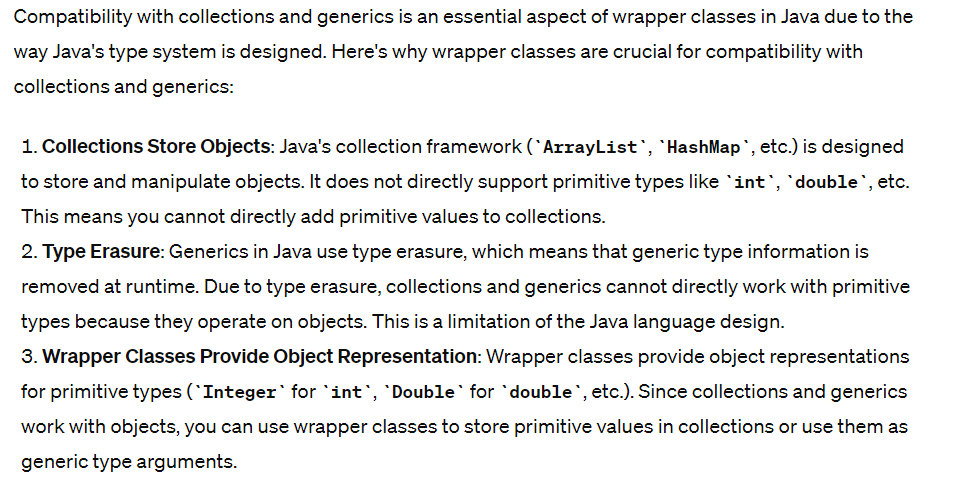 Compatibility with collections and generics is an essential aspect of wrapper classes in Java due to the
way Java's type system is designed. Here's why wrapper classes are crucial for compatibility with
collections and generics:
1. Collections Store Objects: Java's collection framework (`ArrayList`, `HashMap`, etc.) is designed
to store and manipulate objects. It does not directly support primitive types like `int`, `double`, etc.
This means you cannot directly add primitive values to collections.
2. Type Erasure: Generics in Java use type erasure, which means that generic type information is
removed at runtime. Due to type erasure, collections and generics cannot directly work with primitive
types because they operate on objects. This is a limitation of the Java language design.
3. Wrapper Classes Provide Object Representation: Wrapper classes provide object representations
for primitive types (`Integer` for `int`, `Double` for `double`, etc.). Since collections and generics
work with objects, you can use wrapper classes to store primitive values in collections or use them as
generic type arguments.